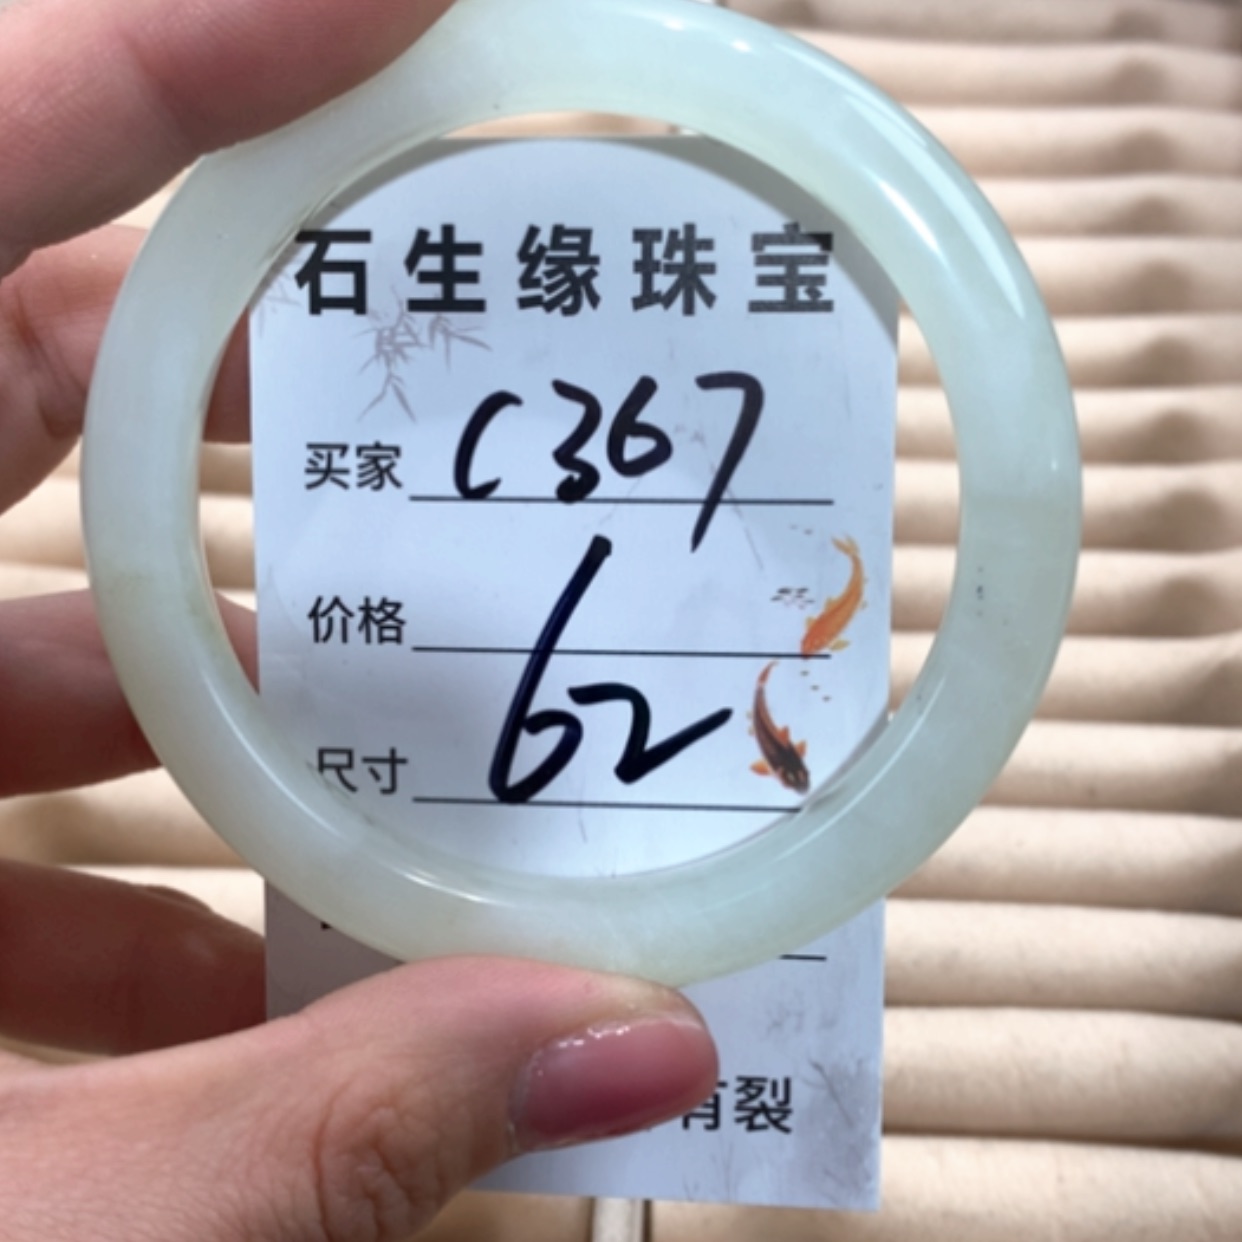 石生缘珠宝
买家 C367
价格
尺寸 62
有裂